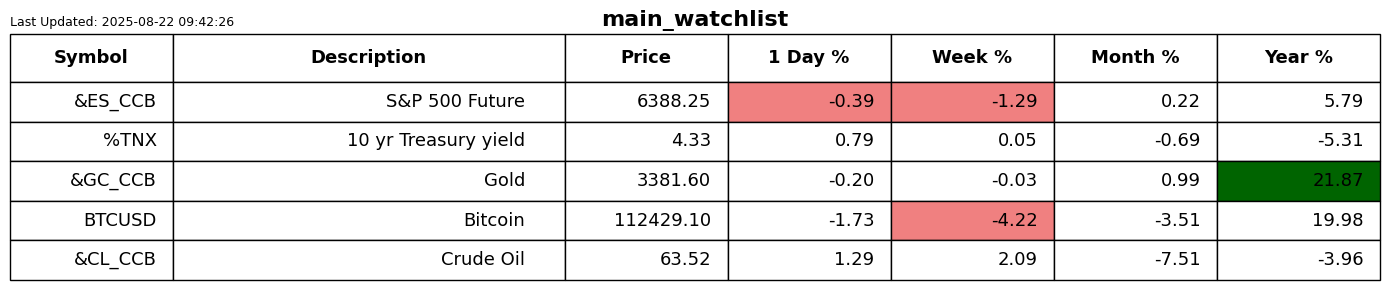 Last Updated: 2025-08-22 09:42:26
main_watchlist
Symbol Description Price 1 Day % Week % Month % Year %
&ES_CCB S&P 500 Future 6388.25 -0.39 -1.29 0.22 5.79
%TNX 10 yr Treasury yield 4.33 0.79 0.05 -0.69 -5.31
&GC_CCB Gold 3381.60 -0.20 -0.03 0.99 21.87
BTCUSD Bitcoin 112429.10 -1.73 -4.22 -3.51 19.98
&CL_CCB Crude Oil 63.52 1.29 2.09 -7.51 -3.96